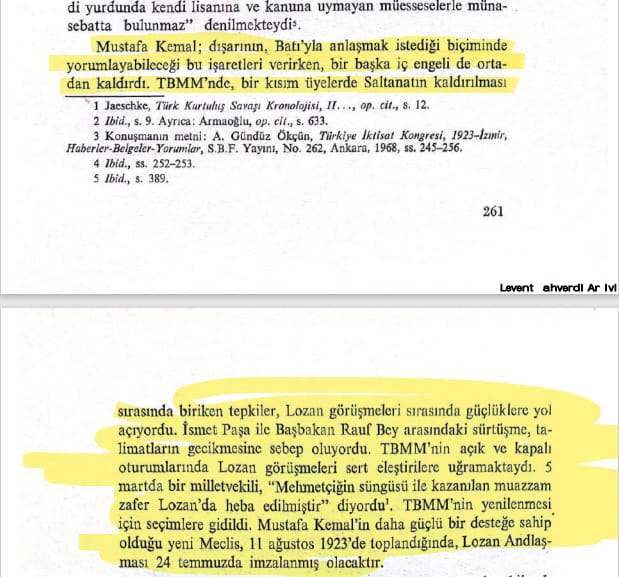 di yurdunda kendi lisanına ve kanuna uymayan müesseselerle müna-
sebatta bulunmaz” denilmekteydi⁵.
Mustafa Kemal; dışarının, Batı'yla anlaşmak istediği biçiminde
yorumlayabileceği bu işaretleri verirken, bir başka iç engeli de orta-
dan kaldırdı. TBMM'nde, bir kısım üyelerde Saltanatın kaldırılması
1 Jaeschke, Türk Kurtuluş Savaşı Kronolojisi, II..., op. cit., s. 12.
2 Ibid., s. 9. Ayrıca: Armaoğlu, op. cit., s. 633.
3 Konuşmanın metni: A. Gündüz Ökçün, Türkiye İktisat Kongresi, 1923-İzmir,
Haberler-Belgeler-Yorumlar, S.B.F. Yayını, No. 262, Ankara, 1968, ss. 245-256.
4 Ibid., ss. 252-253.
5 Ibid., s. 389.
261
Levent ahverdi Ar ivi
sırasında biriken tepkiler, Lozan görüşmeleri sırasında güçlüklere yol
açıyordu. İsmet Paşa ile Başbakan Rauf Bey arasındaki sürtüşme, ta-
limatların gecikmesine sebep oluyordu. TBMM'nin açık ve kapalı
oturumlarında Lozan görüşmeleri sert eleştirilere uğramaktaydı. 5
martda bir milletvekili, “Mehmetçiğin süngüsü ile kazanılan muazzam
zafer Lozan'da heba edilmiştir” diyordu¹. TBMM'nin yenilenmesi
için seçimlere gidildi. Mustafa Kemal'in daha güçlü bir desteğe sahip
olduğu yeni Meclis, 11 ağustos 1923'de toplandığında, Lozan Andlaş-
ması 24 temmuzda imzalanmış olacaktır.